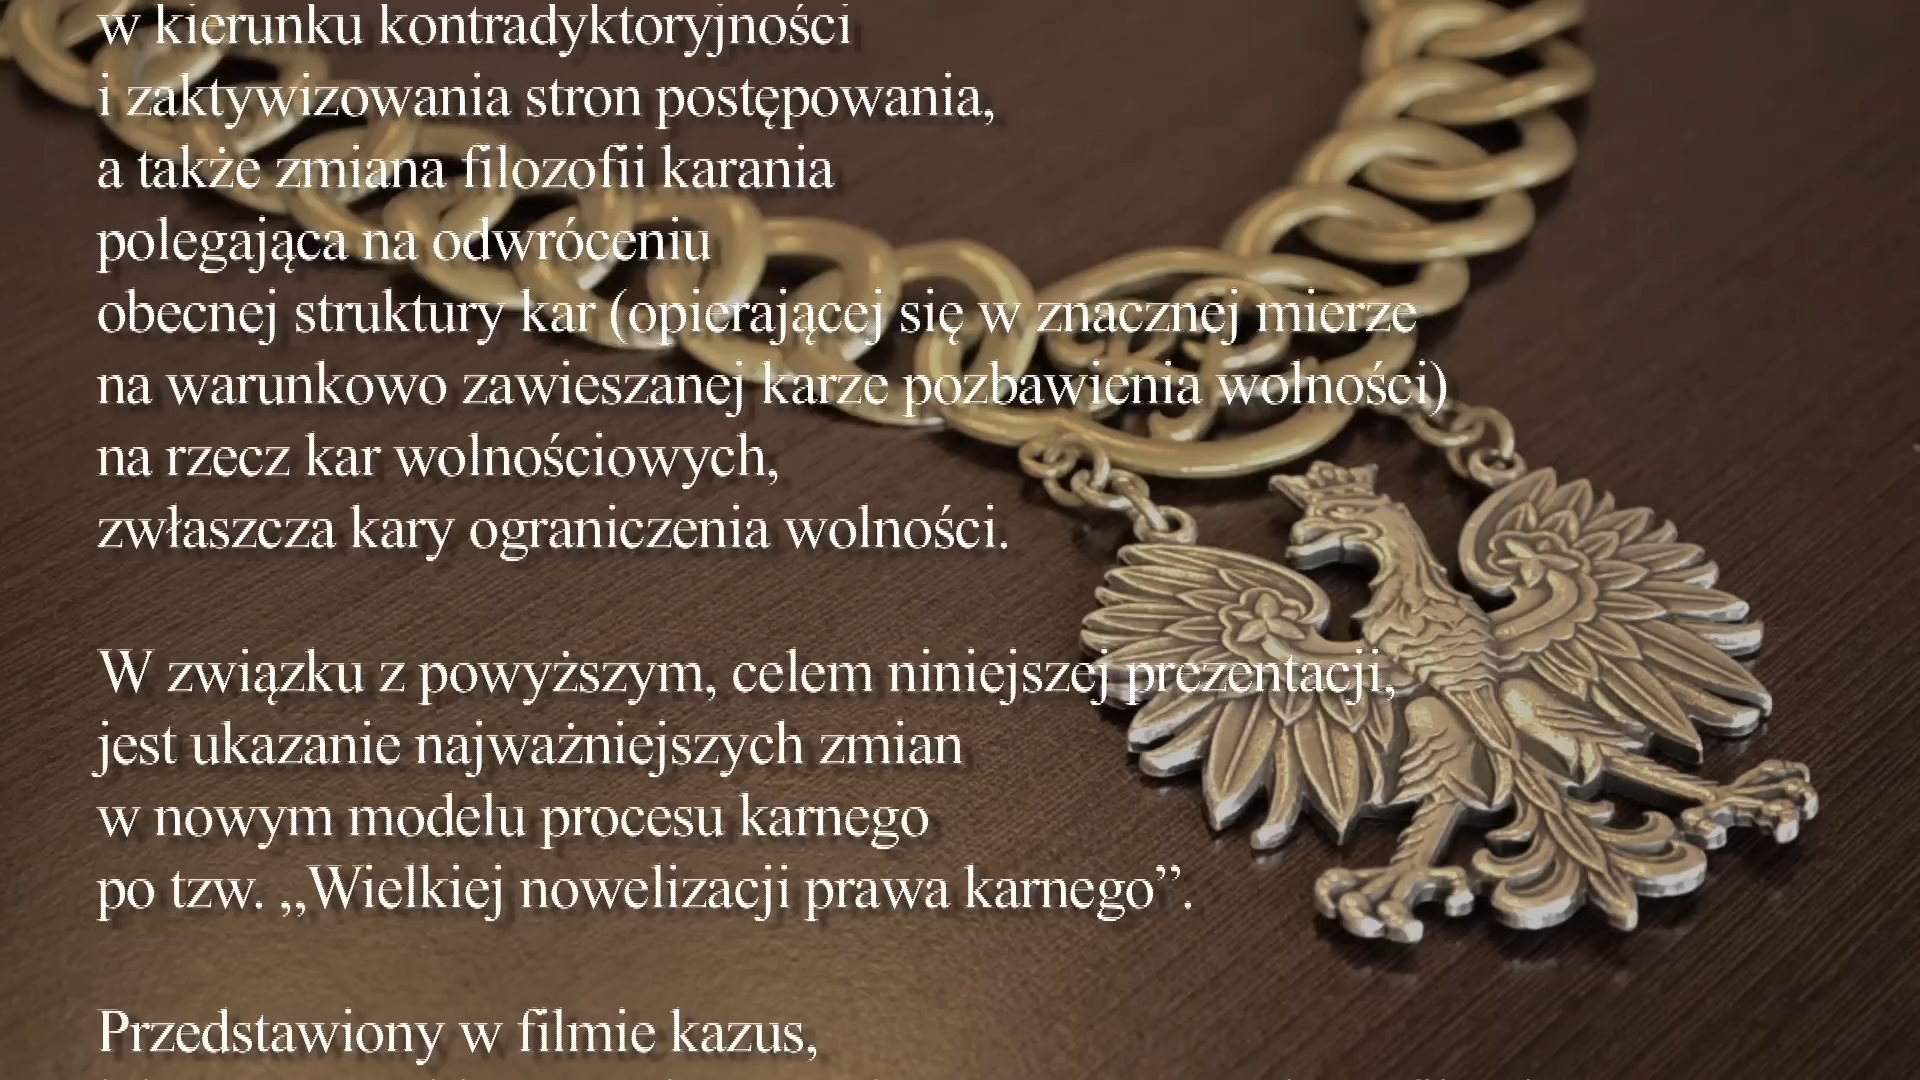 w kierunku kontradyktoryjności
i zaktywizowania stron postępowania,
a także zmiana filozofii karania
polegająca na odwróceniu
obecnej struktury kar (opierającej się w znacznej mierze
na warunkowo zawieszanej karze pozbawienia wolności)
na rzecz kar wolnościowych,
zwłaszcza kary ograniczenia wolności.
W związku z powyższym, celem niniejszej prezentacji,
jest ukazanie najważniejszych zmian
w nowym modelu procesu karnego
po tzw. „Wielkiej nowelizacji prawa karnego”.
Przedstawiony w filmie kazus,